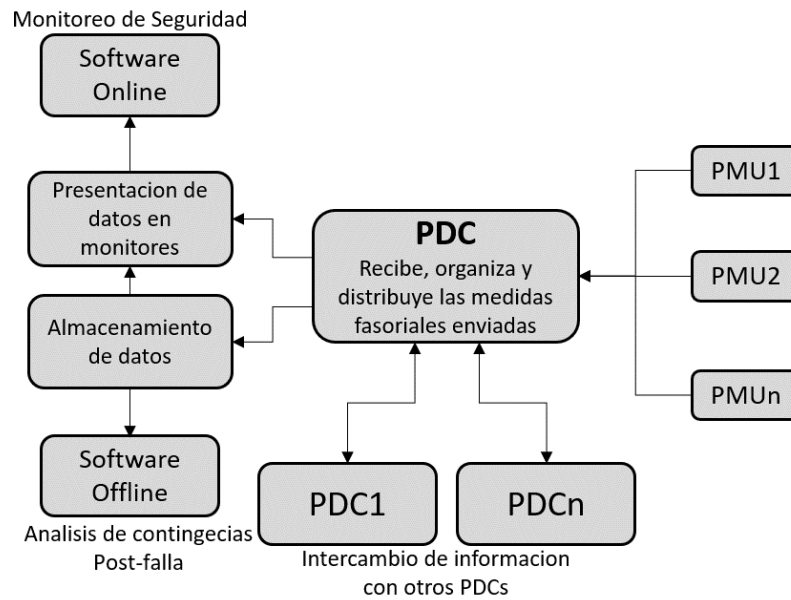 Monitoreo de Seguridad
Software
Online
Presentacion de
datos en
monitores
Almacenamiento
de datos
Software
Offline
Analisis de contingecias
Post-falla
PDC
Recibe, organiza y
distribuye las medidas
fasoriales enviadas
PDC1
PDCn
Intercambio de informacion
con otros PDCs
PMU1
PMU2
PMUn